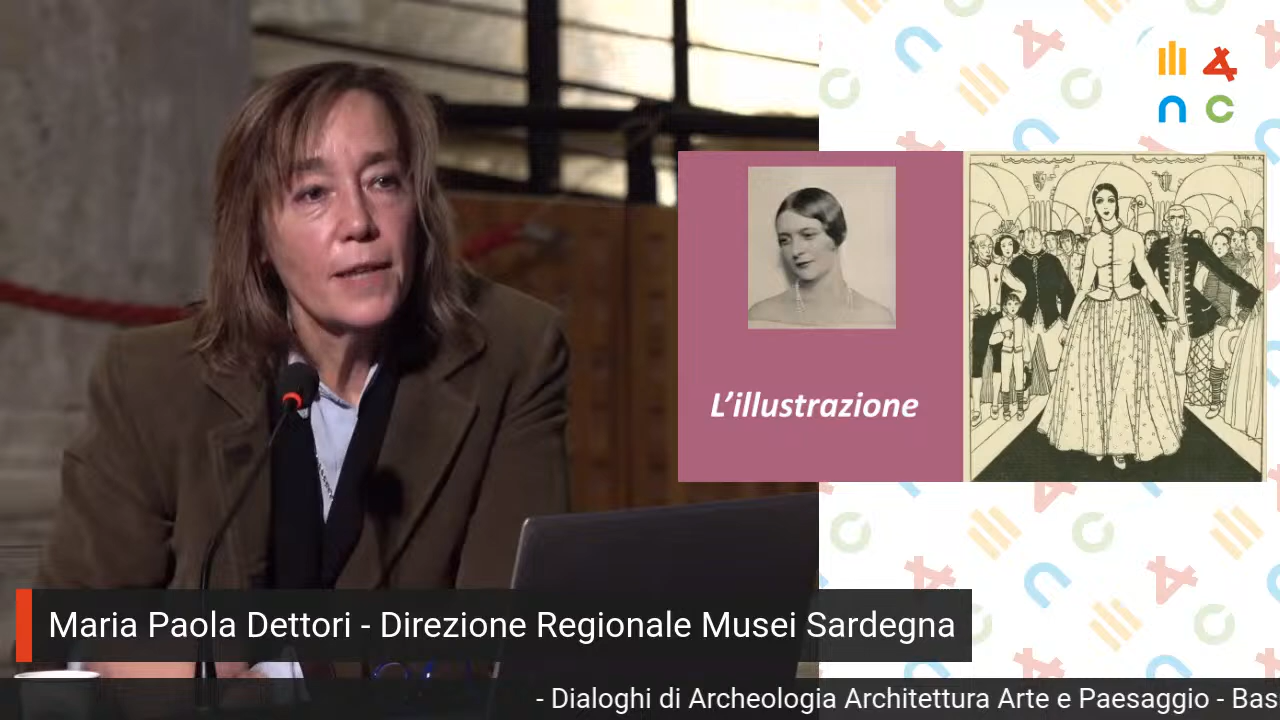 L’illustrazione
Maria Paola Dettori - Direzione Regionale Musei Sardegna
- Dialoghi di Archeologia Architettura Arte e Paesaggio - Bas